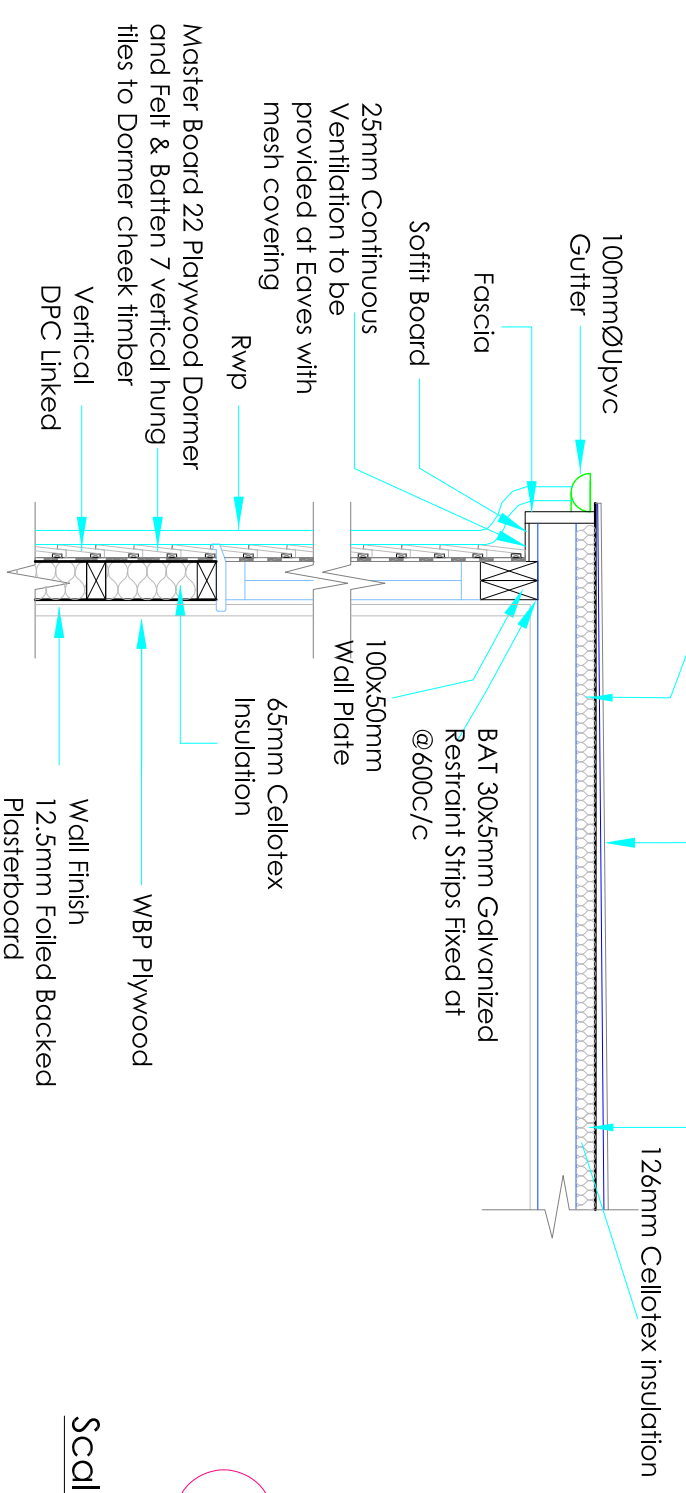 100mmØUpvc
Gutter
Fascia
Soffit Board
25mm Continuous
Ventilation to be
provided at Eaves with
mesh covering
Rwp
Master Board 22 Playwood Dormer
and Felt & Batten 7 vertical hung
tiles to Dormer cheek timber
Vertical
DPC Linked
126mm Cellotex insulation
BAT 30x5mm Galvanized
Restraint Strips Fixed at
@600c/c
100x50mm
Wall Plate
65mm Cellotex
Insulation
WBP Plywood
Wall Finish
12.5mm Foiled Backed
Plasterboard
Scal